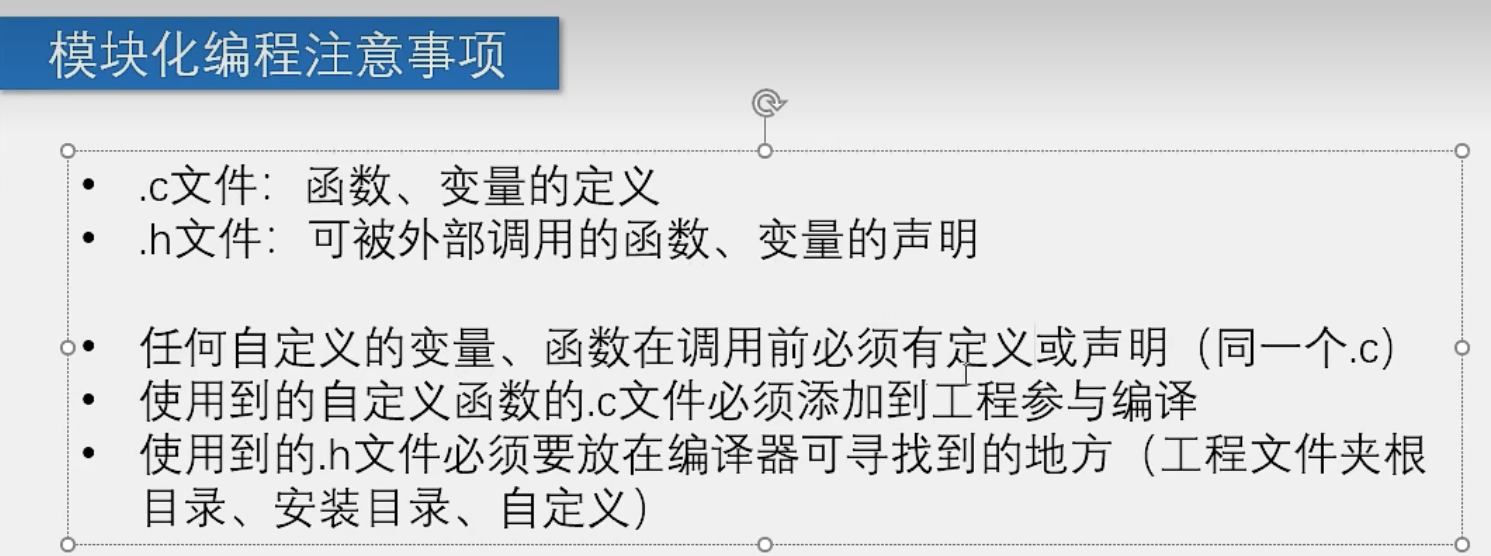 模块化编程注意事项
• .c文件：函数、变量的定义
• .h文件：可被外部调用的函数、变量的声明
• 任何自定义的变量、函数在调用前必须有定义或声明（同一个.c）
• 使用到的自定义函数的.c文件必须添加到工程参与编译
• 使用到的.h文件必须要放在编译器可寻找到的地方（工程文件夹根
目录、安装目录、自定义）